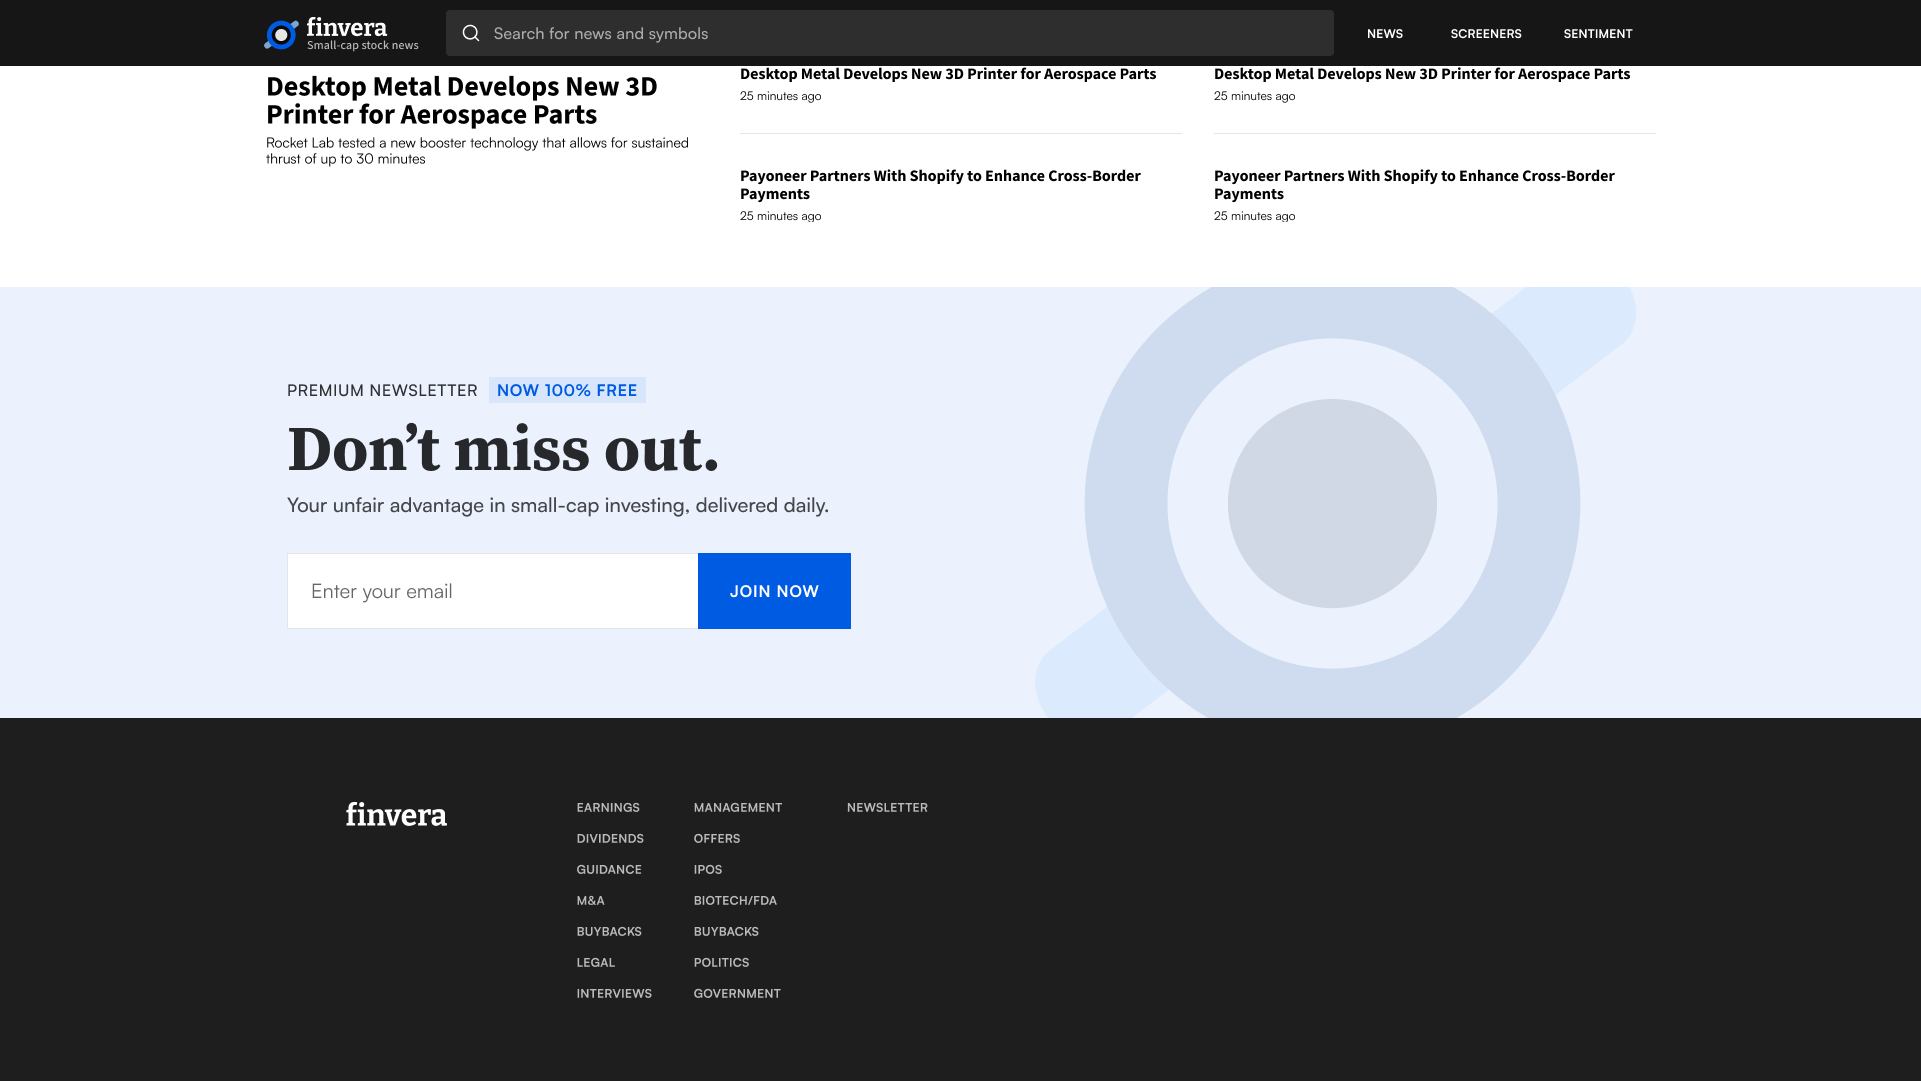 finvera
Small-cap stock news
Search for news and symbols
NEWS
SCREENERS
SENTIMENT
Desktop Metal Develops New 3D
Printer for Aerospace Parts
Rocket Lab tested a new booster technology that allows for sustained
thrust of up to 30 minutes
Desktop Metal Develops New 3D Printer for Aerospace Parts
25 minutes ago
Payoneer Partners With Shopify to Enhance Cross-Border
Payments
25 minutes ago
Desktop Metal Develops New 3D Printer for Aerospace Parts
25 minutes ago
Payoneer Partners With Shopify to Enhance Cross-Border
Payments
25 minutes ago
PREMIUM NEWSLETTER NOW 100% FREE
Don’t miss out.
Your unfair advantage in small-cap investing, delivered daily.
Enter your email
JOIN NOW
finvera
EARNINGS
DIVIDENDS
GUIDANCE
M&A
BUYBACKS
LEGAL
INTERVIEWS
MANAGEMENT
OFFERS
IPOS
BIOTECH/FDA
BUYBACKS
POLITICS
GOVERNMENT
NEWSLETTER